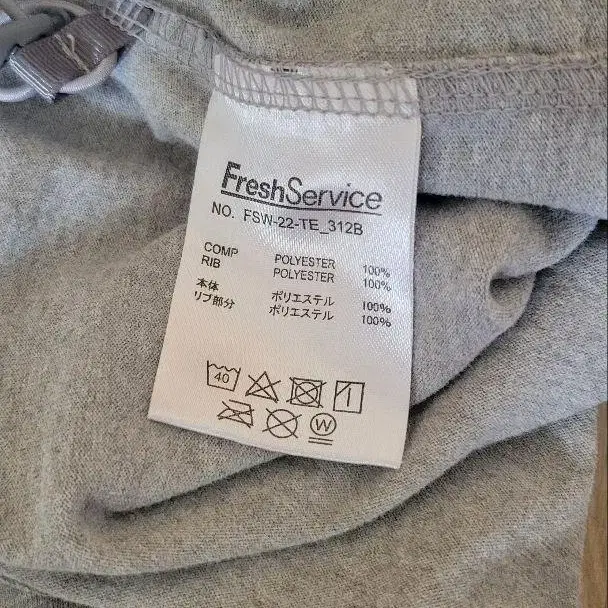 FreshService
NO. FSW-22-TE_312B
COMP POLYESTER 100%
RIB POLYESTER 100%
本体 ポリエステル 100%
リブ部分 ポリエステル 100%
40
W